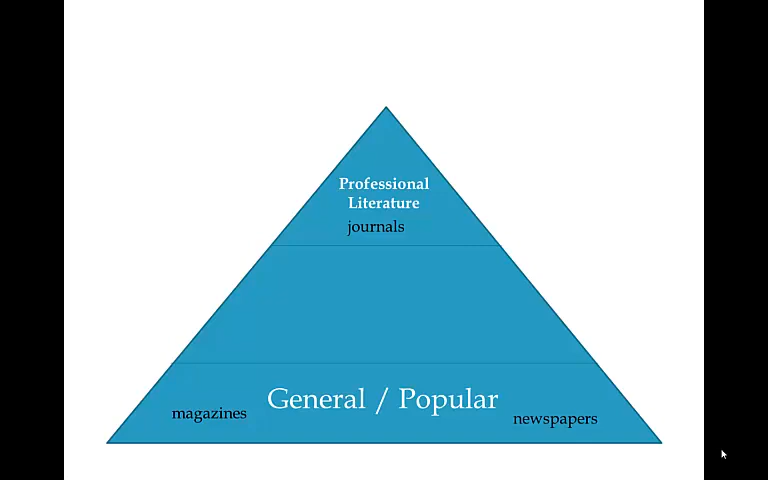 Professional
Literature
journals
General / Popular
magazines
newspapers